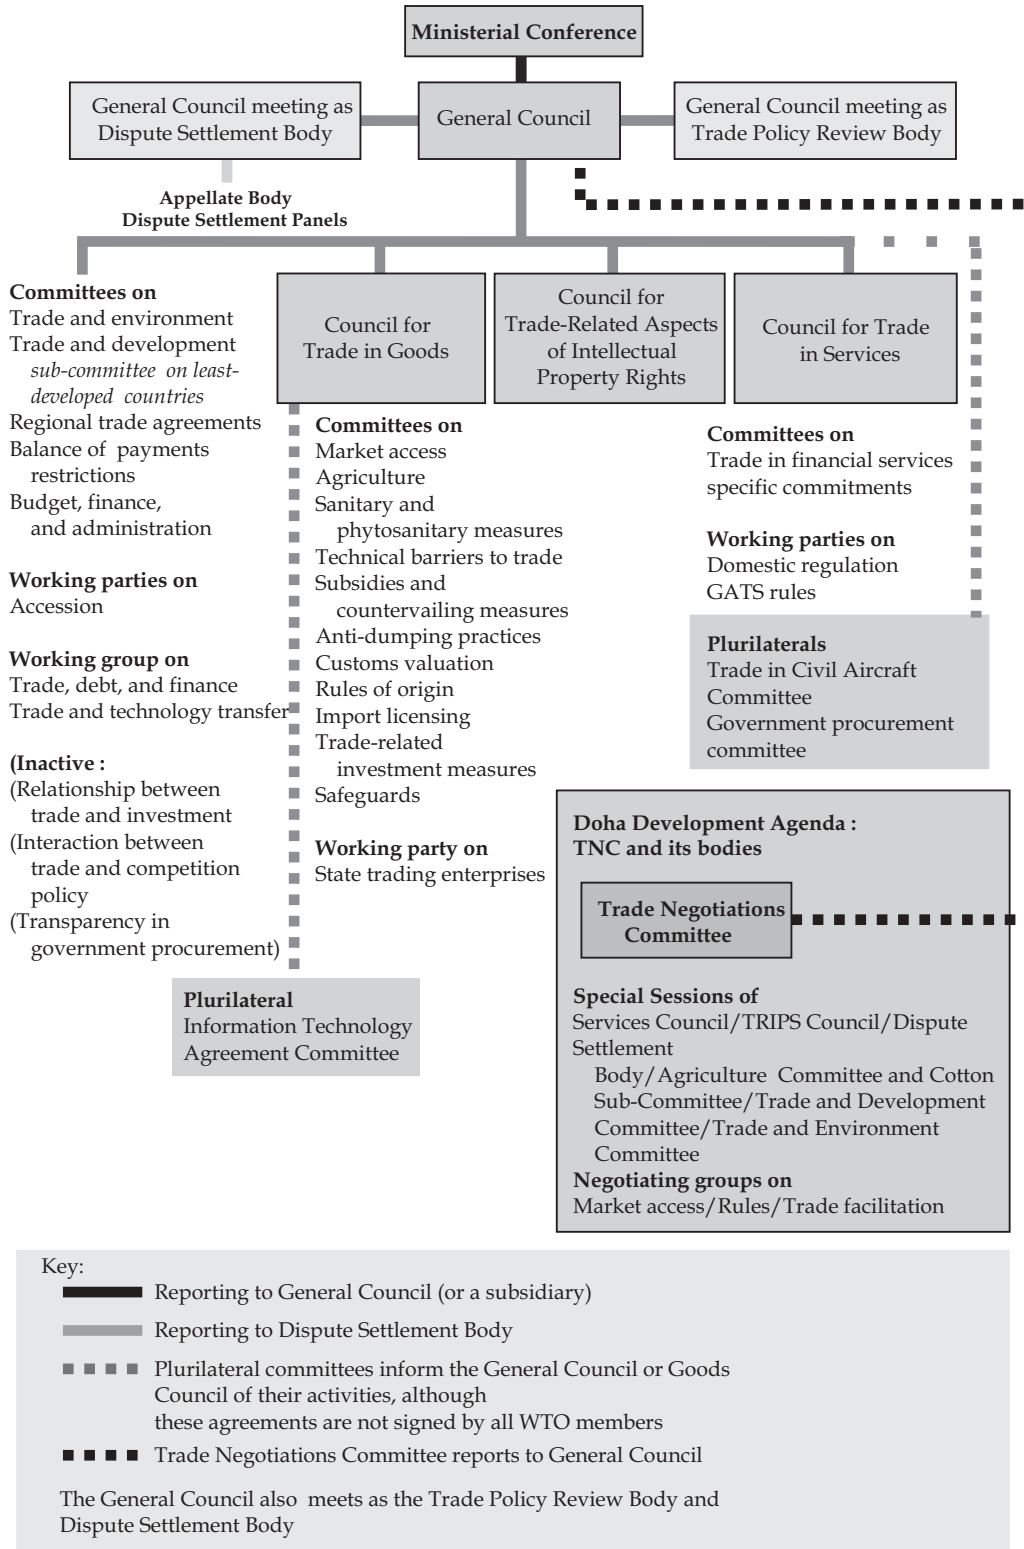 Ministerial Conference
General Council meeting as
Dispute Settlement Body
General Council
General Council meeting as
Trade Policy Review Body
Appellate Body
Dispute Settlement Panels
Committees on
Trade and environment
Trade and development
sub-committee on least-
developed countries
Regional trade agreements
Balance of payments
restrictions
Budget, finance,
and administration
Working parties on
Accession
Working group on
Trade, debt, and finance
Trade and technology transfer
(Inactive :
(Relationship between
trade and investment
(Interaction between
trade and competition
policy
(Transparency in
government procurement)
Council for
Trade in Goods
Committees on
Market access
Agriculture
Sanitary and
phytosanitary measures
Technical barriers to trade
Subsidies and
countervailing measures
Anti-dumping practices
Customs valuation
Rules of origin
Import licensing
Trade-related
investment measures
Safeguards
Working party on
State trading enterprises
Plurilateral
Information Technology
Agreement Committee
Council for
Trade-Related Aspects
of Intellectual
Property Rights
Council for Trade
in Services
Committees on
Trade in financial services
specific commitments
Working parties on
Domestic regulation
GATS rules
Plurilaterals
Trade in Civil Aircraft
Committee
Government procurement
committee
Doha Development Agenda :
TNC and its bodies
Trade Negotiations
Committee
Special Sessions of
Services Council/TRIPS Council/Dispute
Settlement
Body/Agriculture Committee and Cotton
Sub-Committee/Trade and Development
Committee/Trade and Environment
Committee
Negotiating groups on
Market access/Rules/Trade facilitation
Key:
Reporting to General Council (or a subsidiary)
Reporting to Dispute Settlement Body
Plurilateral committees inform the General Council or Goods
Council of their activities, although
these agreements are not signed by all WTO members
Trade Negotiations Committee reports to General Council
The General Council also meets as the Trade Policy Review Body and
Dispute Settlement Body